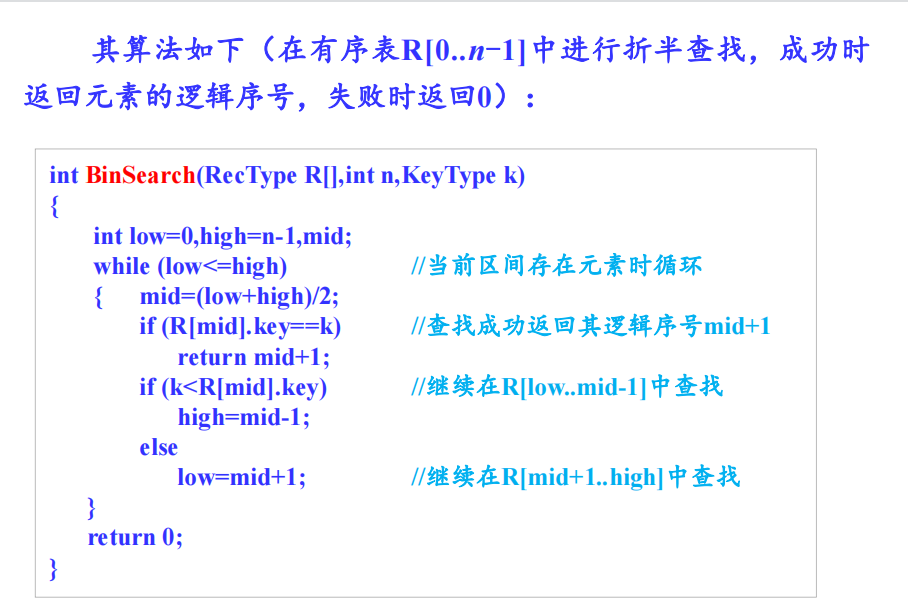 其算法如下（在有序表R[0..n−1]中进行折半查找，成功时
返回元素的逻辑序号，失败时返回0）：
int BinSearch(RecType R[],int n,KeyType k)
{
int low=0,high=n-1,mid;
while (low<=high) //当前区间存在元素时循环
{ mid=(low+high)/2;
if (R[mid].key==k) //查找成功返回其逻辑序号mid+1
return mid+1;
if (k<R[mid].key) //继续在R[low..mid-1]中查找
high=mid-1;
else
low=mid+1; //继续在R[mid+1..high]中查找
}
return 0;
}